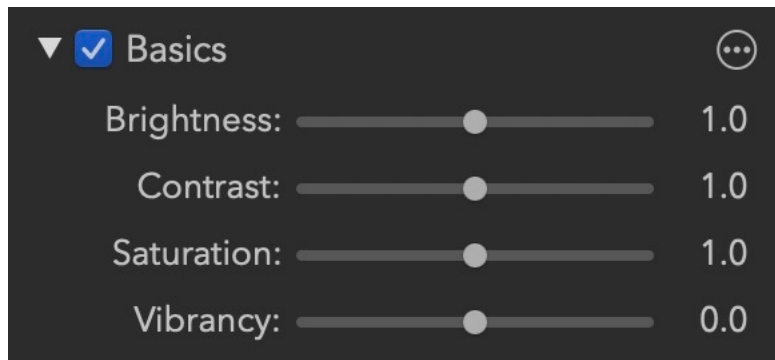 Basics
Brightness: 1.0
Contrast: 1.0
Saturation: 1.0
Vibrancy: 0.0